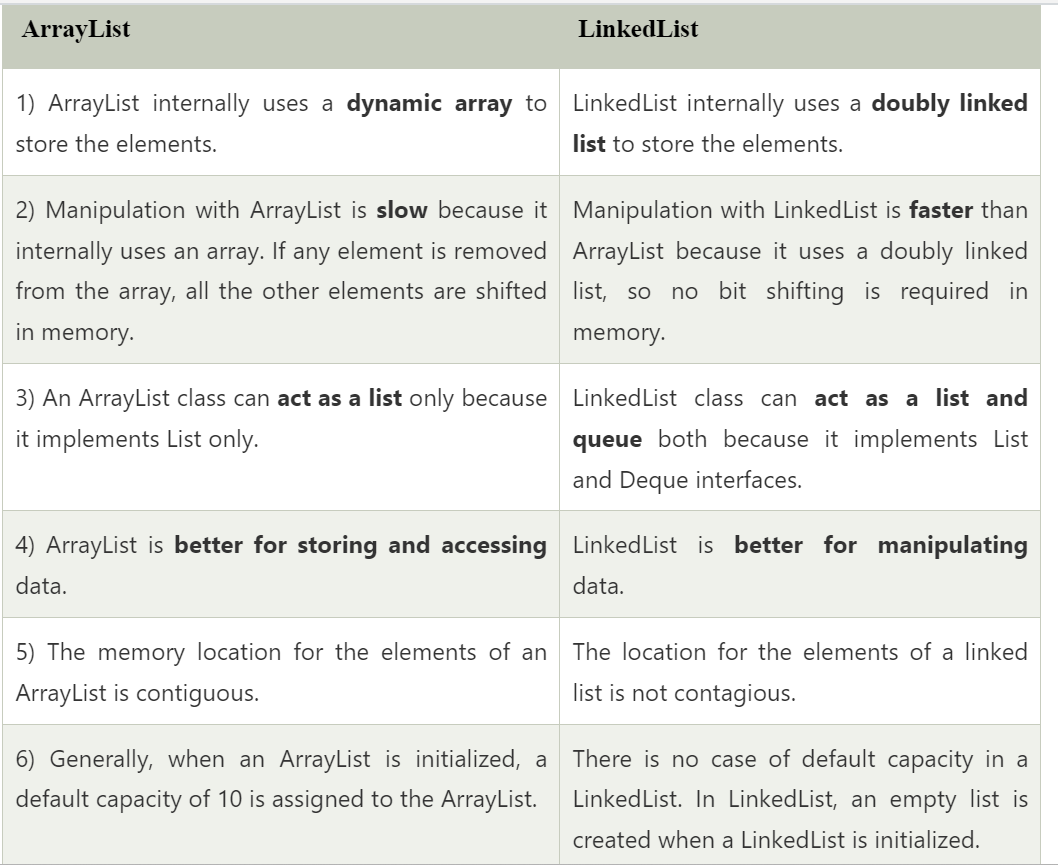 ArrayList
LinkedList
1) ArrayList internally uses a dynamic array to
store the elements.
LinkedList internally uses a doubly linked
list to store the elements.
2) Manipulation with ArrayList is slow because it
internally uses an array. If any element is removed
from the array, all the other elements are shifted
in memory.
Manipulation with LinkedList is faster than
ArrayList because it uses a doubly linked
list, so no bit shifting is required in
memory.
3) An ArrayList class can act as a list only because
it implements List only.
LinkedList class can act as a list and
queue both because it implements List
and Deque interfaces.
4) ArrayList is better for storing and accessing
data.
LinkedList is better for manipulating
data.
5) The memory location for the elements of an
ArrayList is contiguous.
The location for the elements of a linked
list is not contagious.
6) Generally, when an ArrayList is initialized, a
default capacity of 10 is assigned to the ArrayList.
There is no case of default capacity in a
LinkedList. In LinkedList, an empty list is
created when a LinkedList is initialized.